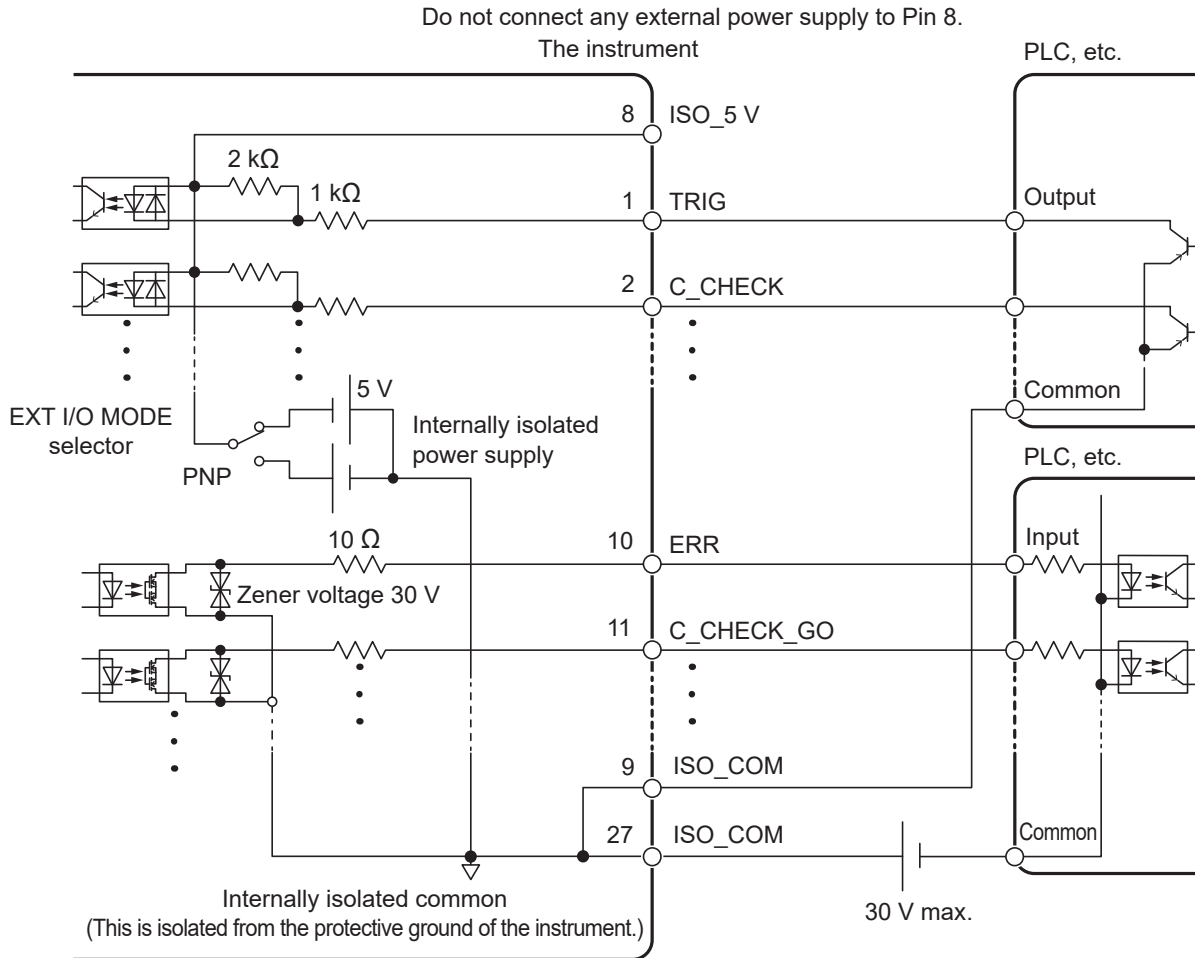 Do not connect any external power supply to Pin 8.
The instrument
PLC, etc.
8
ISO_5 V
2 kΩ
1 kΩ
1
TRIG
Output
2
C_CHECK
5 V
Common
EXT I/O MODE
selector
Internally isolated
power supply
PNP
PLC, etc.
10 Ω
10
ERR
Input
Zener voltage 30 V
11
C_CHECK_GO
9
ISO_COM
27
ISO_COM
Common
Internally isolated common
(This is isolated from the protective ground of the instrument.)
30 V max.